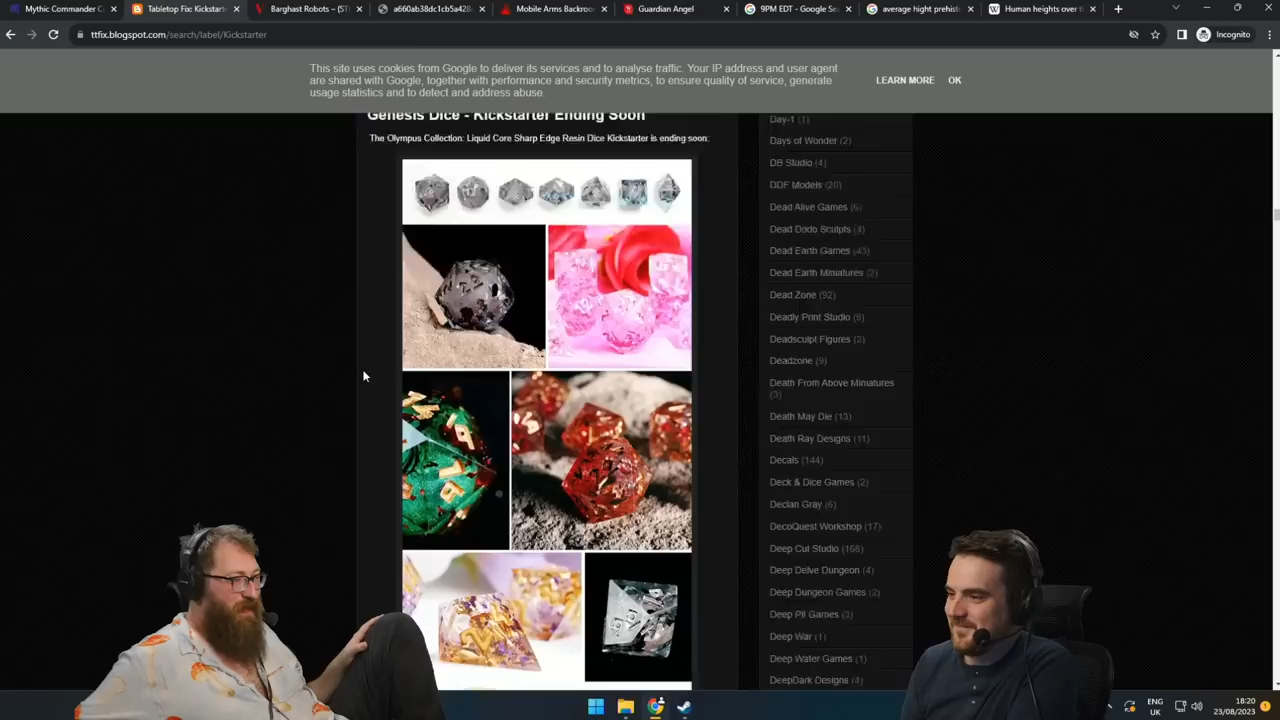 Mythic Commander C
Tabletop Fix Kickstarte
Barghast Robots – [ST
a660ab38dc1cb5a428
Mobile Arms Backroo
Guardian Angel
9PM EDT - Google Se
average hight prehist
Human heights over t
ttfix.blogspot.com/search/label/Kickstarter
Incognito
This site uses cookies from Google to deliver its services and to analyse traffic. Your IP address and user agent
are shared with Google, together with performance and security metrics, to ensure quality of service, generate
usage statistics and to detect and address abuse.
LEARN MORE
OK
Genesis Dice - Kickstarter Ending Soon
The Olympus Collection: Liquid Core Sharp Edge Resin Dice Kickstarter is ending soon:
Day-1 (1)
Days of Wonder (2)
DB Studio (4)
DDF Models (20)
Dead Alive Games (6)
Dead Dodo Sculpts (4)
Dead Earth Games (43)
Dead Earth Miniatures (2)
Dead Zone (92)
Deadly Print Studio (9)
Deadsculpt Figures (2)
Deadzone (9)
Death From Above Miniatures
(3)
Death May Die (13)
Death Ray Designs (11)
Decals (144)
Deck & Dice Games (2)
Declan Gray (6)
DecoQuest Workshop (17)
Deep Cut Studio (168)
Deep Delve Dungeon (4)
Deep Dungeon Games (2)
Deep Pit Games (3)
Deep War (1)
Deep Water Games (1)
DeepDark Designs (4)
ENG
UK
18:20
23/08/2023